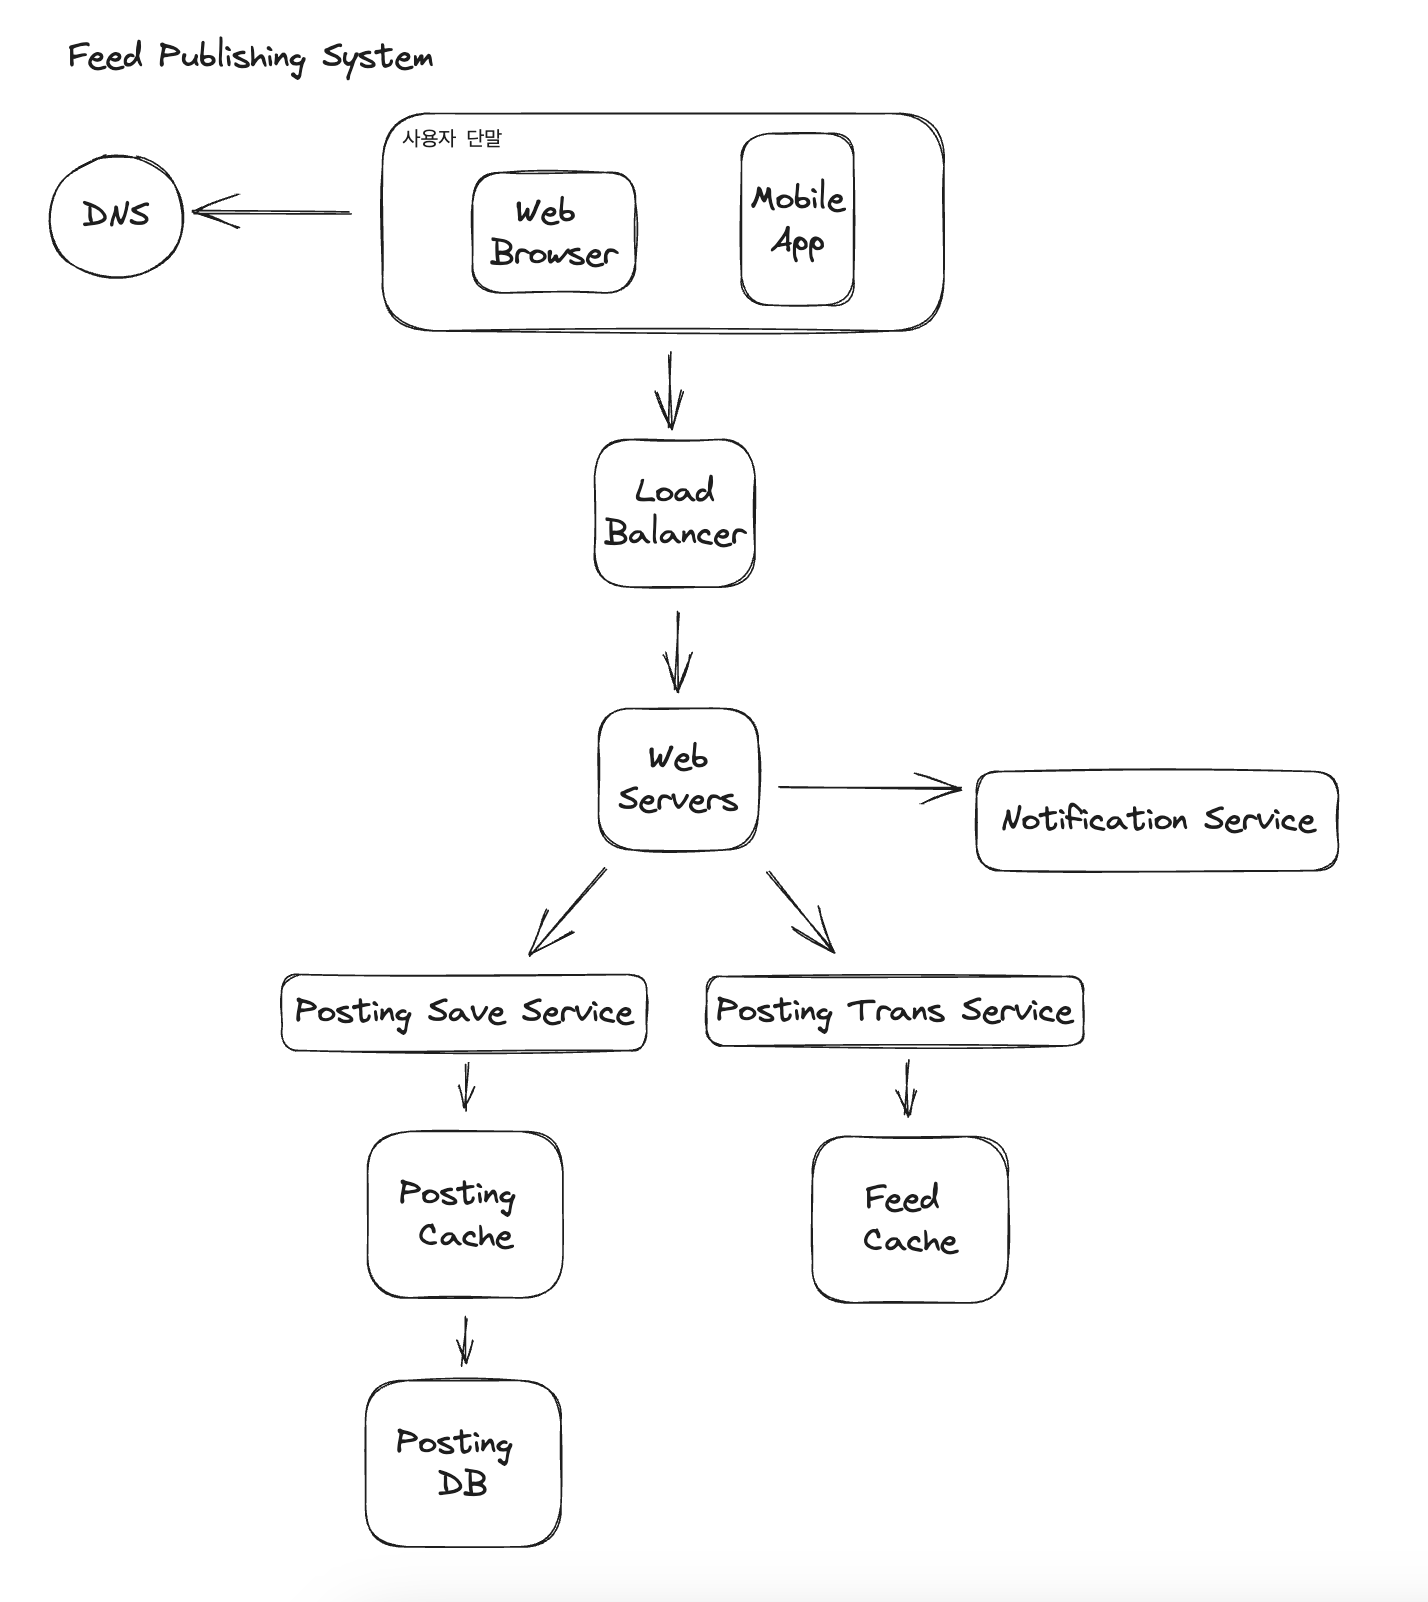 Feed Publishing System
사용자 단말
DNS
Web
Browser
Mobile
App
Load
Balancer
Web
Servers
Notification Service
Posting Save Service
Posting Trans Service
Posting
Cache
Feed
Cache
Posting
DB